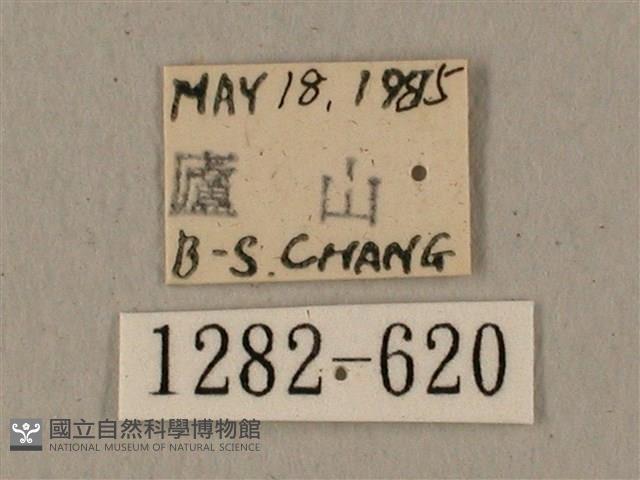 MAY 18, 1985
廬山
B-S. CHANG
1282-620
國立自然科學博物館
NATIONAL MUSEUM OF NATURAL SCIENCE